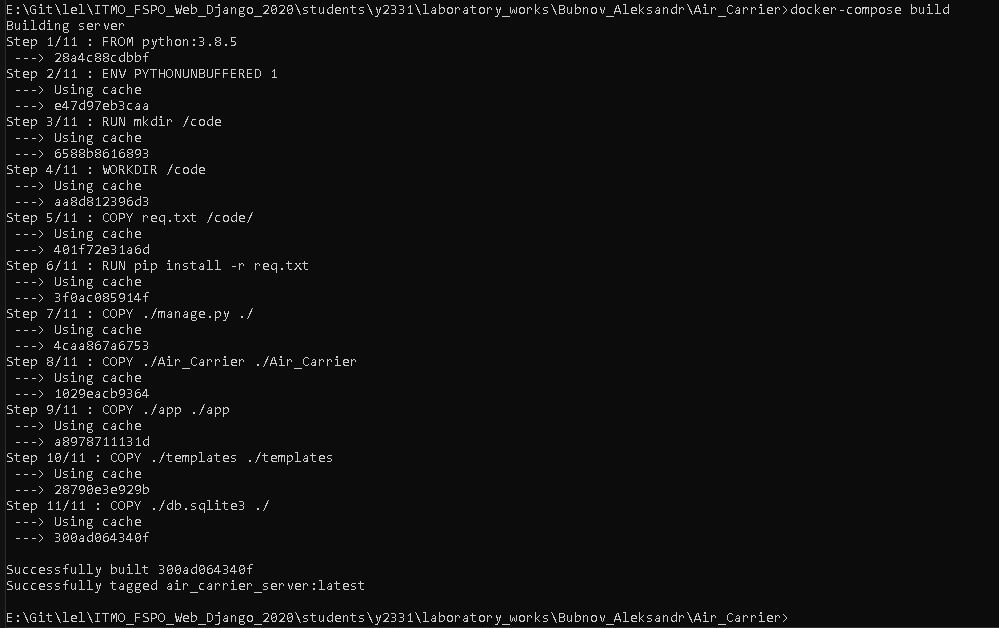 E:\Git\lel\ITMO_FSPO_Web_Django_2020\students\y2331\laboratory_works\Bubnov_Aleksandr\Air_Carrier>docker-compose build
Building server
Step 1/11 : FROM python:3.8.5
 ---> 28a4c88cdbbf
Step 2/11 : ENV PYTHONUNBUFFERED 1
 ---> Using cache
 ---> e47d97eb3caa
Step 3/11 : RUN mkdir /code
 ---> Using cache
 ---> 6588b8616893
Step 4/11 : WORKDIR /code
 ---> Using cache
 ---> aa8d812396d3
Step 5/11 : COPY req.txt /code/
 ---> Using cache
 ---> 401f72e31a6d
Step 6/11 : RUN pip install -r req.txt
 ---> Using cache
 ---> 3f0ac085914f
Step 7/11 : COPY ./manage.py ./
 ---> Using cache
 ---> 4caa867a6753
Step 8/11 : COPY ./Air_Carrier ./Air_Carrier
 ---> Using cache
 ---> 1029eacb9364
Step 9/11 : COPY ./app ./app
 ---> Using cache
 ---> a8978711131d
Step 10/11 : COPY ./templates ./templates
 ---> Using cache
 ---> 28790e3e929b
Step 11/11 : COPY ./db.sqlite3 ./
 ---> Using cache
 ---> 300ad064340f

Successfully built 300ad064340f
Successfully tagged air_carrier_server:latest

E:\Git\lel\ITMO_FSPO_Web_Django_2020\students\y2331\laboratory_works\Bubnov_Aleksandr\Air_Carrier>